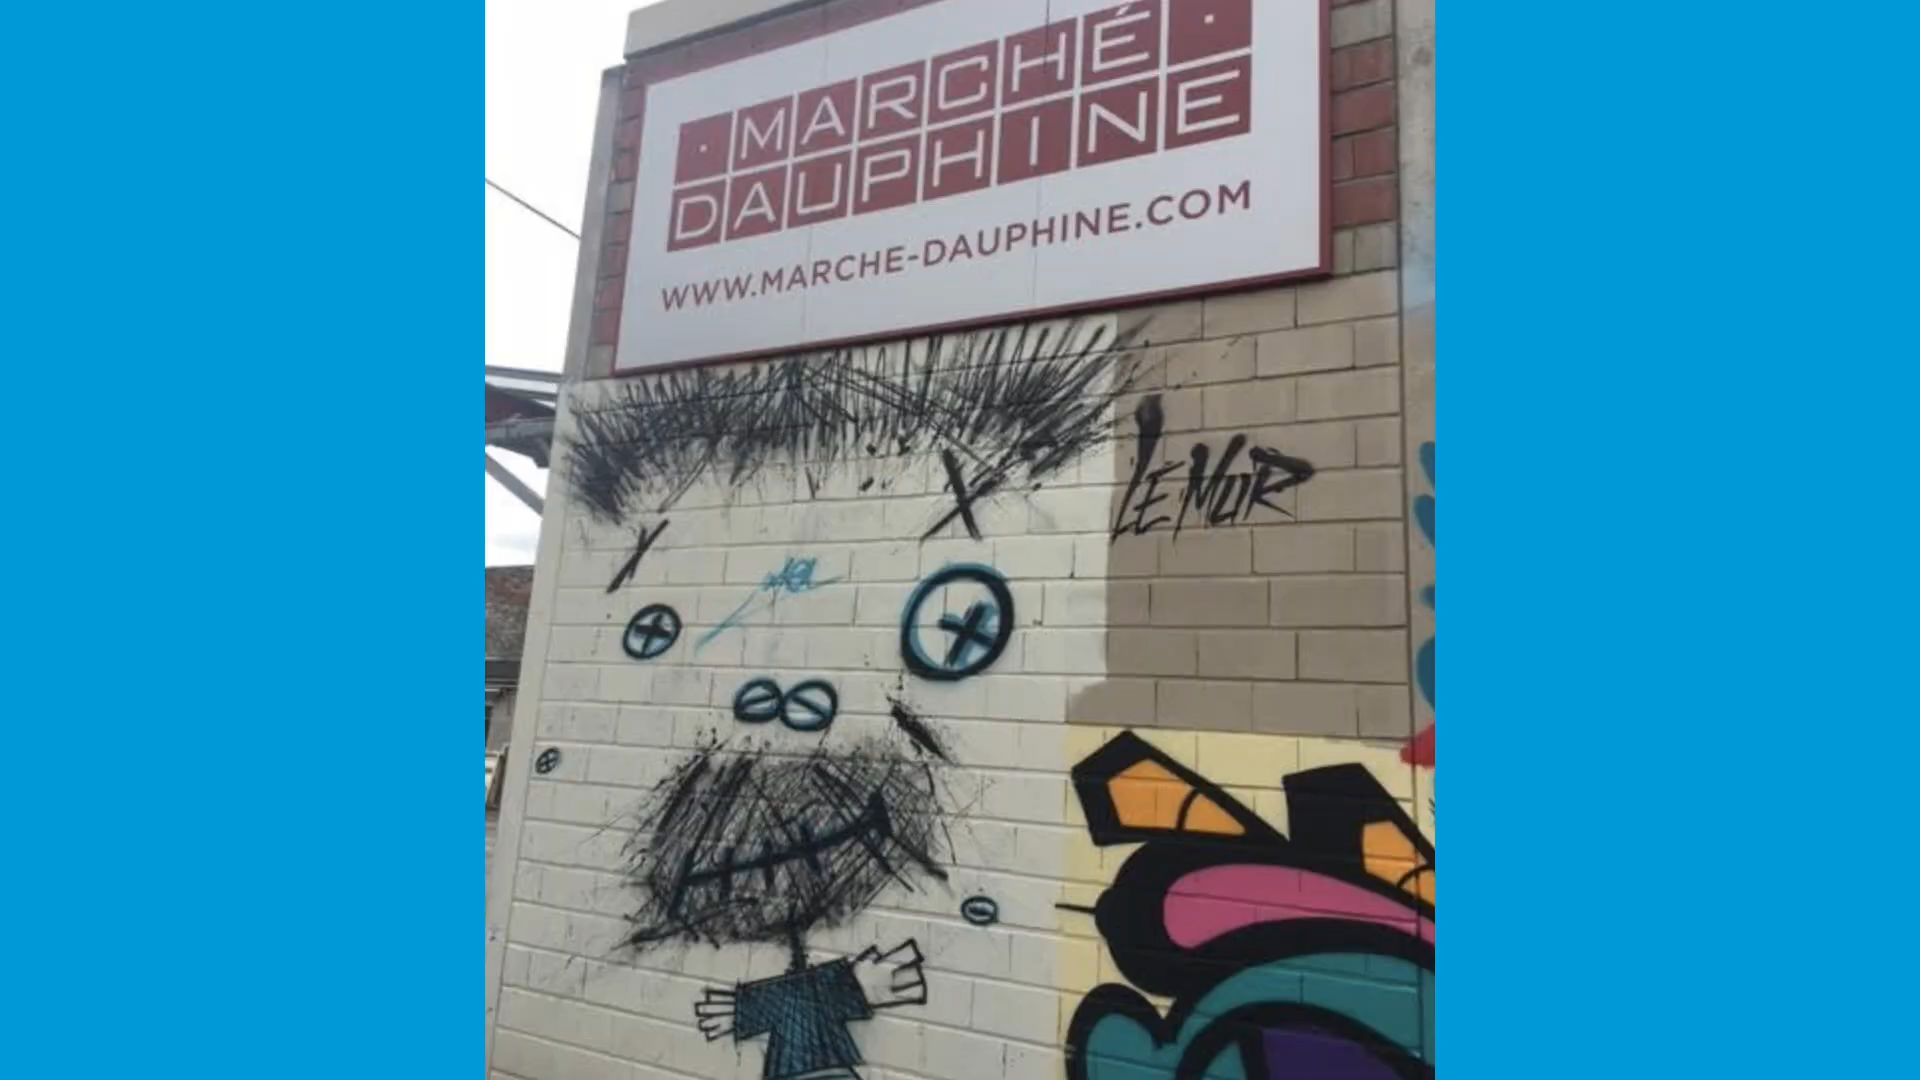 · MARCHÉ ·
DAUPHINE
WWW.MARCHE-DAUPHINE.COM
LE MUR